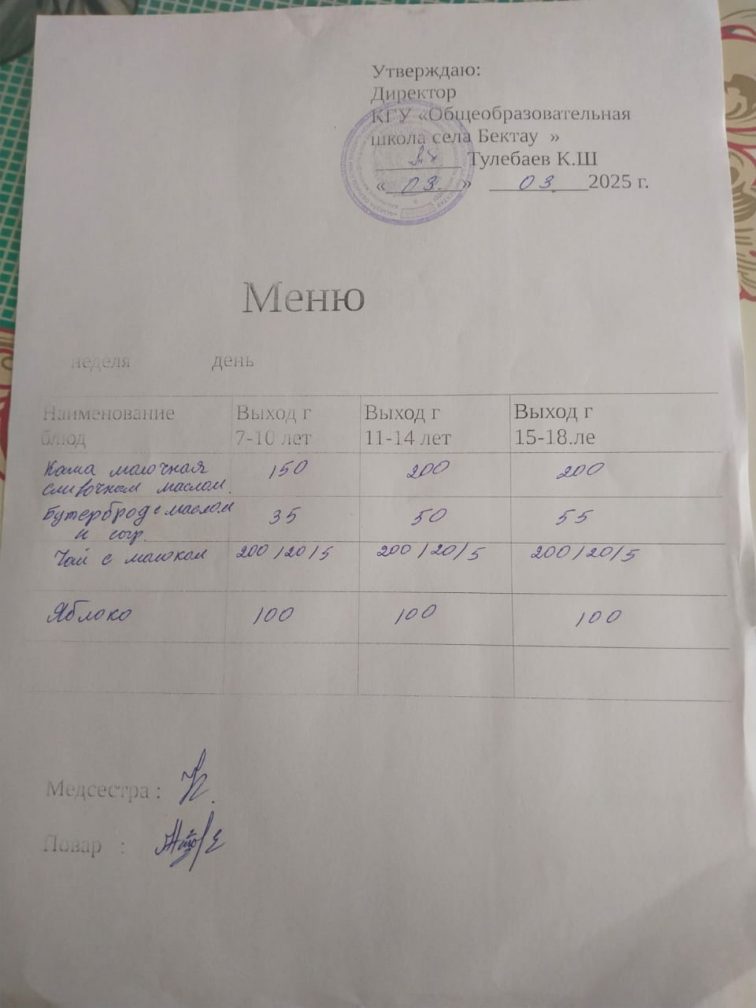 Утверждаю:
Директор
КГУ «Общеобразовательная
школа села Бектау »
________ Тулебаев К.Ш
« 03. » 03 2025 г.
Меню
неделя день
Наименование блюд Выход г 7-10 лет Выход г 11-14 лет Выход г 15-18.ле
Каша молочная сливочным маслом. 150 200 200
Бутерброд с маслом и сыр. 35 50 55
Чай с молоком 200/20/5 200/20/5 200/20/5
Яблоко 100 100 100
Медсестра :
Повар :